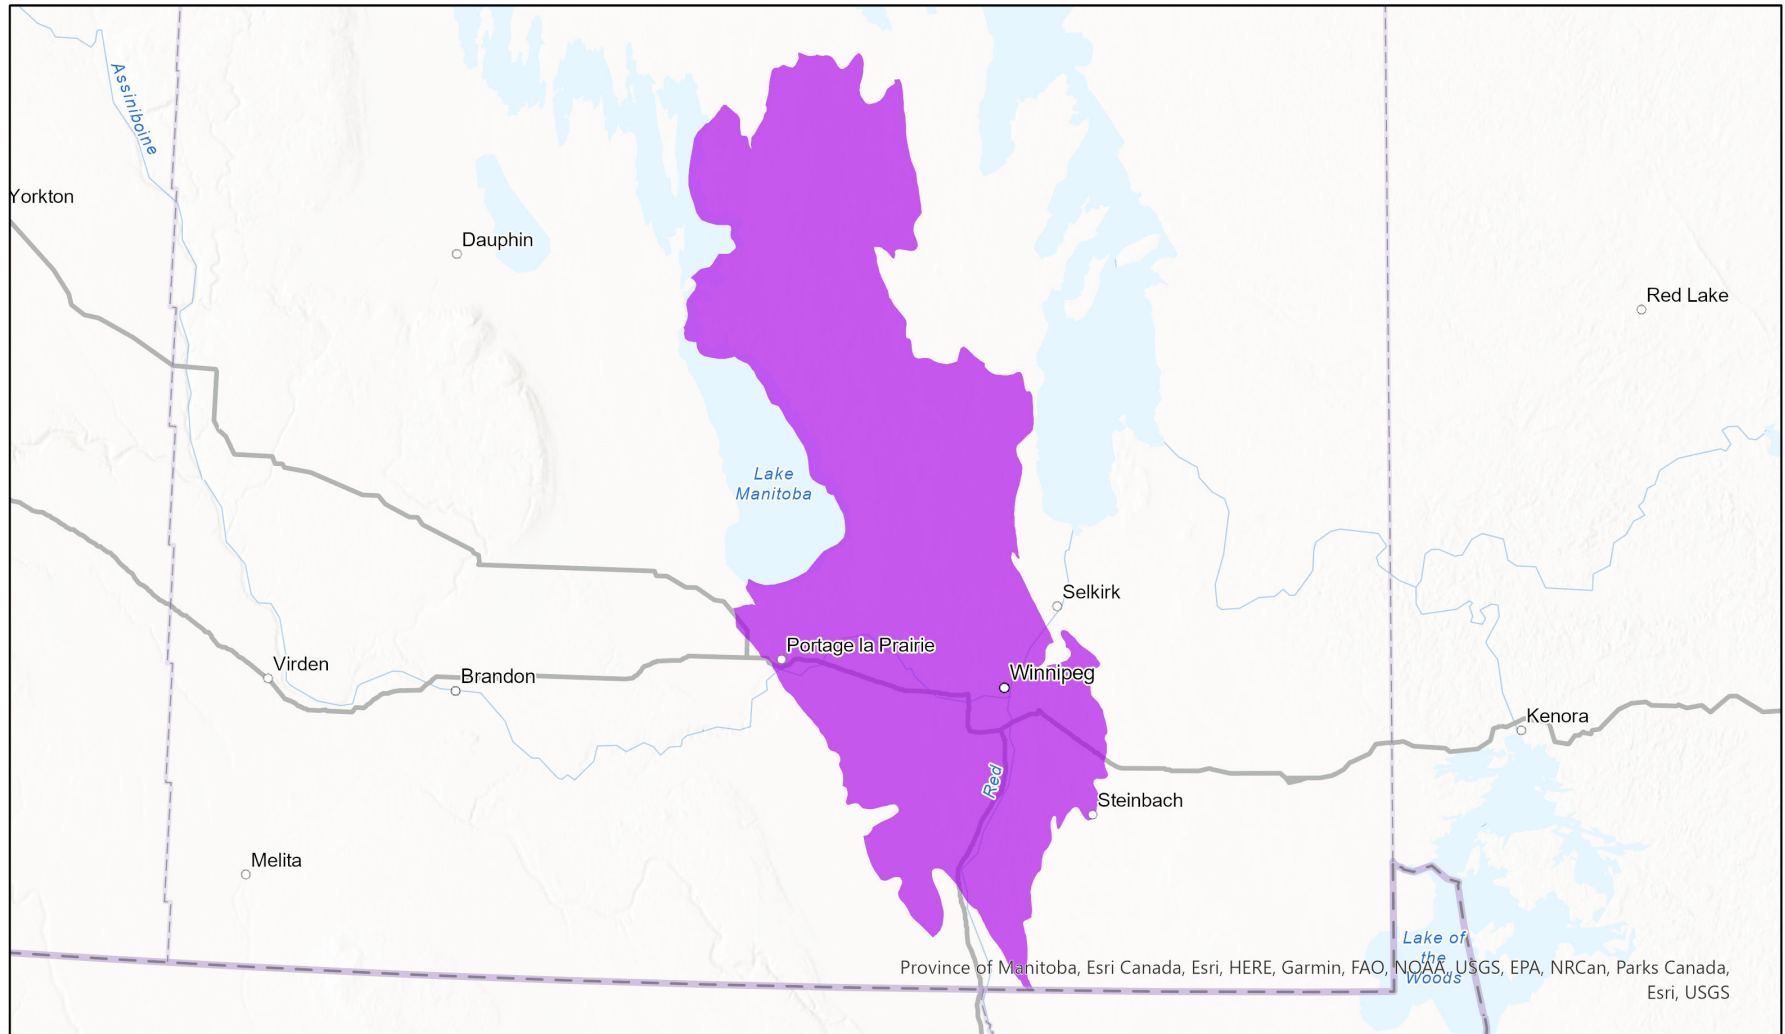 Assiniboine
Yorkton
Dauphin
Red Lake
Lake
Manitoba
Selkirk
Portage la Prairie
Virden
Brandon
Winnipeg
Kenora
Red
Steinbach
Melita
Lake of
the
Woods
Province of Manitoba, Esri Canada, Esri, HERE, Garmin, FAO, NOAA, USGS, EPA, NRCan, Parks Canada,
Esri, USGS